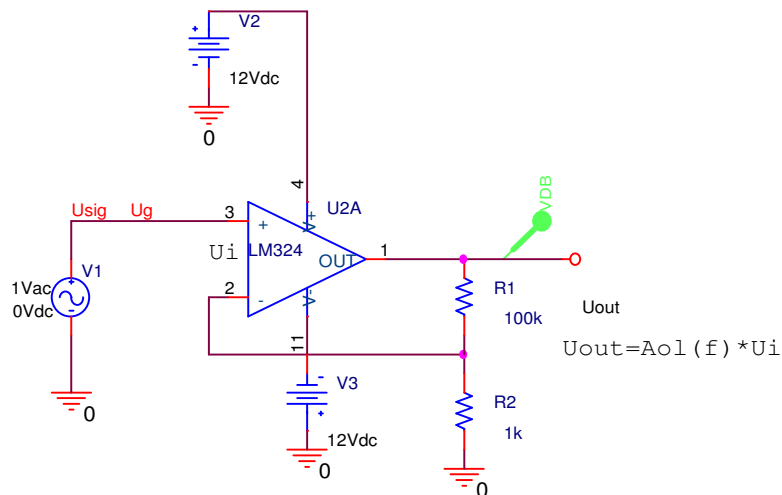 V2
+
-
12Vdc
0
VDB
4
U2A
Usig Ug
3
+
V+
Ui
LM324
OUT
1
V1
1Vac
0Vdc
+
-
2
-
V-
11
R1
100k
Uout
Uout=Aol(f)*Ui
-
V3
+
R2
1k
0
12Vdc
0
0